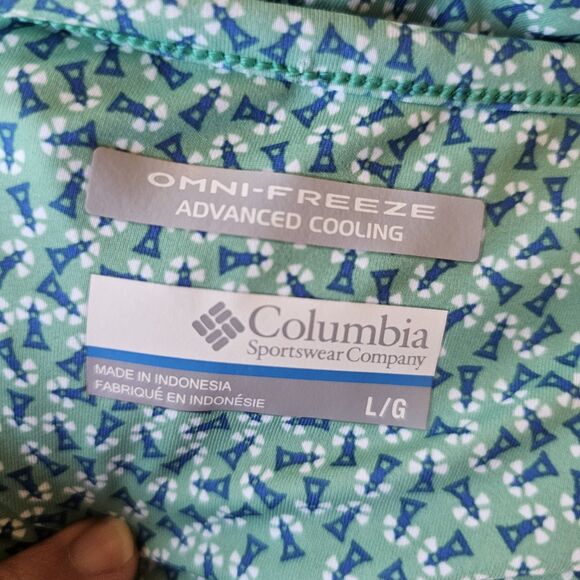 OMNI-FREEZE
ADVANCED COOLING
Columbia
Sportswear Company
MADE IN INDONESIA
FABRIQUÉ EN INDONÉSIE
L/G